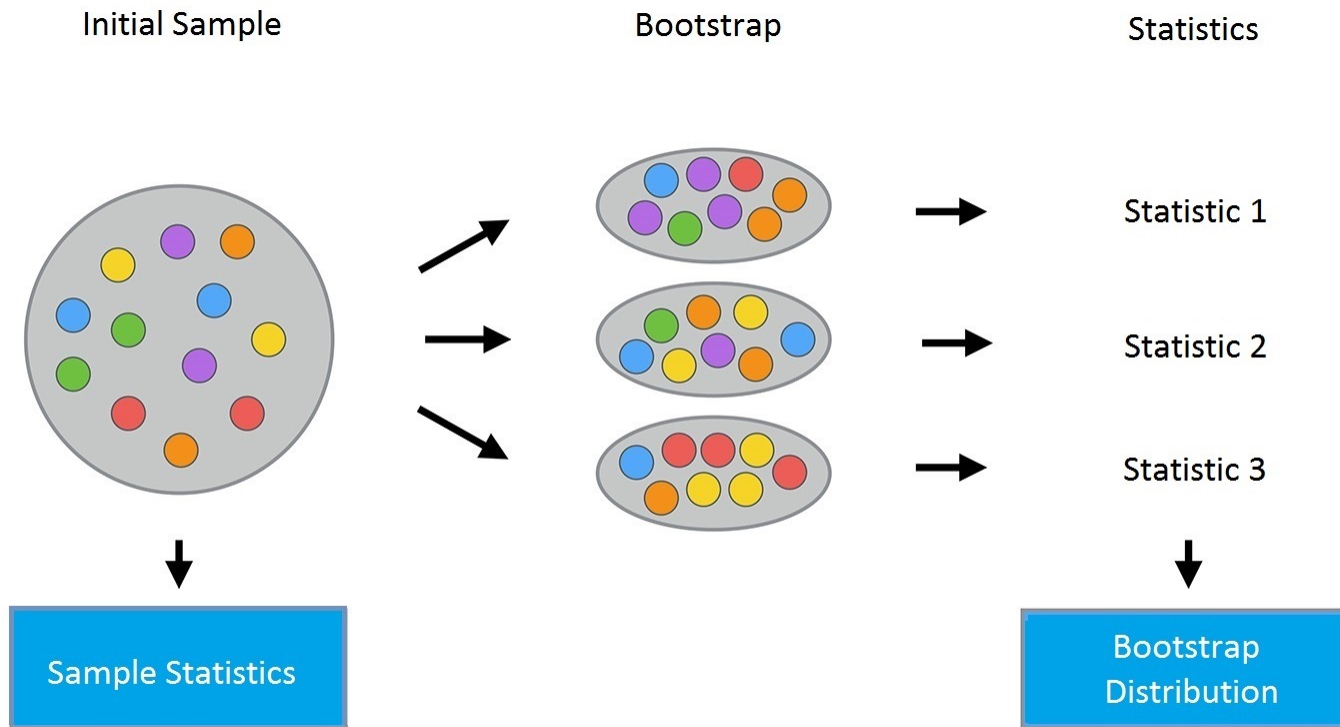 Initial Sample
Bootstrap
Statistics
Statistic 1
Statistic 2
Statistic 3
Sample Statistics
Bootstrap
Distribution